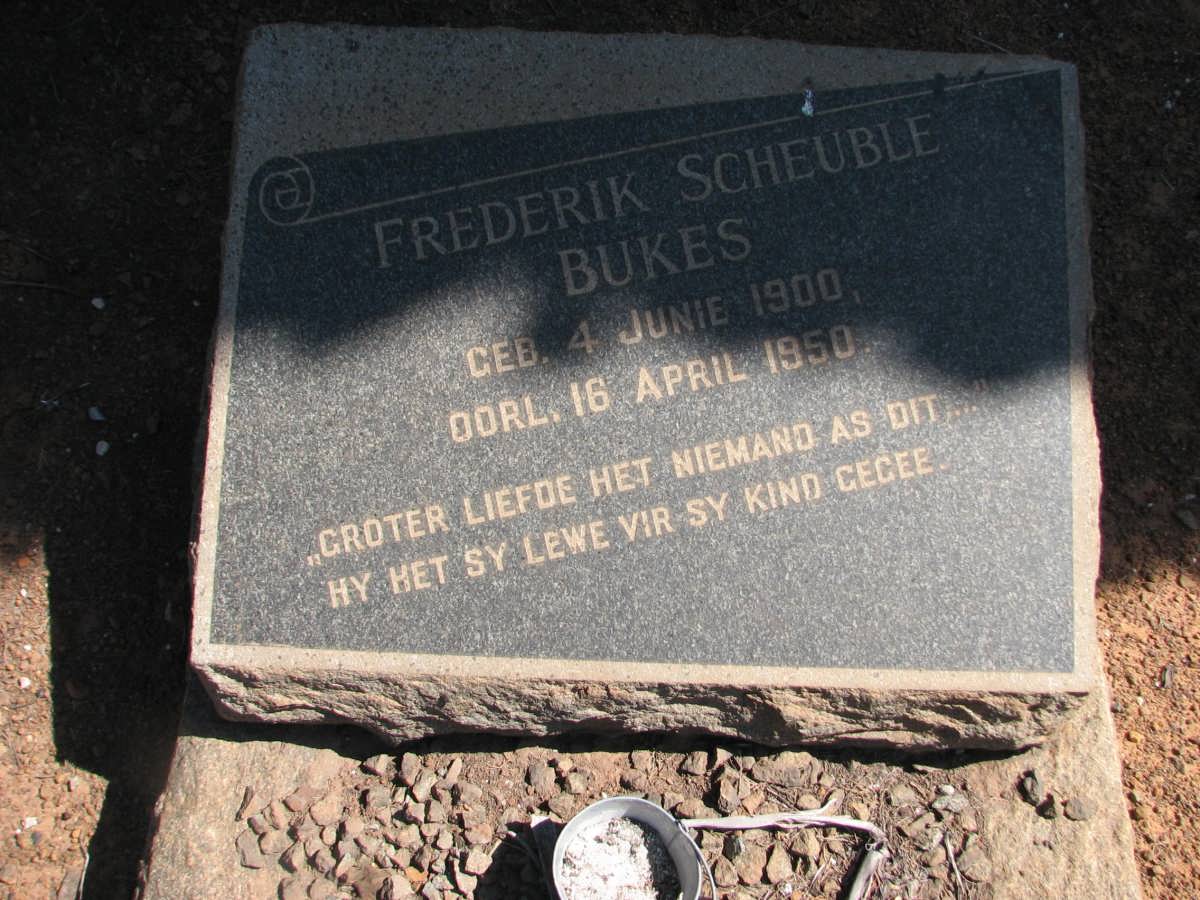 FREDERIK SCHEUBLE
BUKES
GEB. 4 JUNIE 1900,
OORL. 16 APRIL 1950.
„GROTER LIEFDE HET NIEMAND AS DIT,..."
HY HET SY LEWE VIR SY KIND GEGEE.